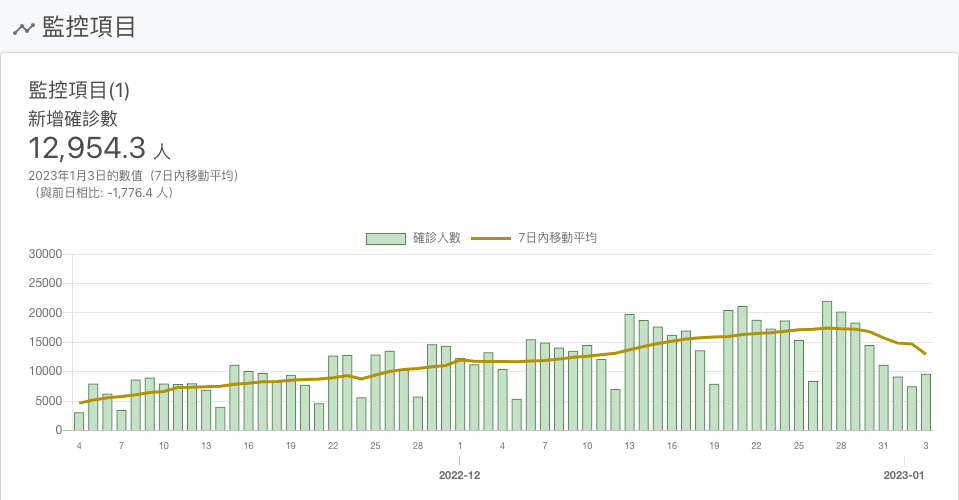 監控項目
監控項目(1)
新增確診數
12,954.3 人
2023年1月3日的數值（7日內移動平均）
（與前日相比: -1,776.4 人）
確診人數 7日內移動平均
30000
25000
20000
15000
10000
5000
0
4 7 10 13 16 19 22 25 28 1 4 7 10 13 16 19 22 25 28 31 3
2022-12 2023-01